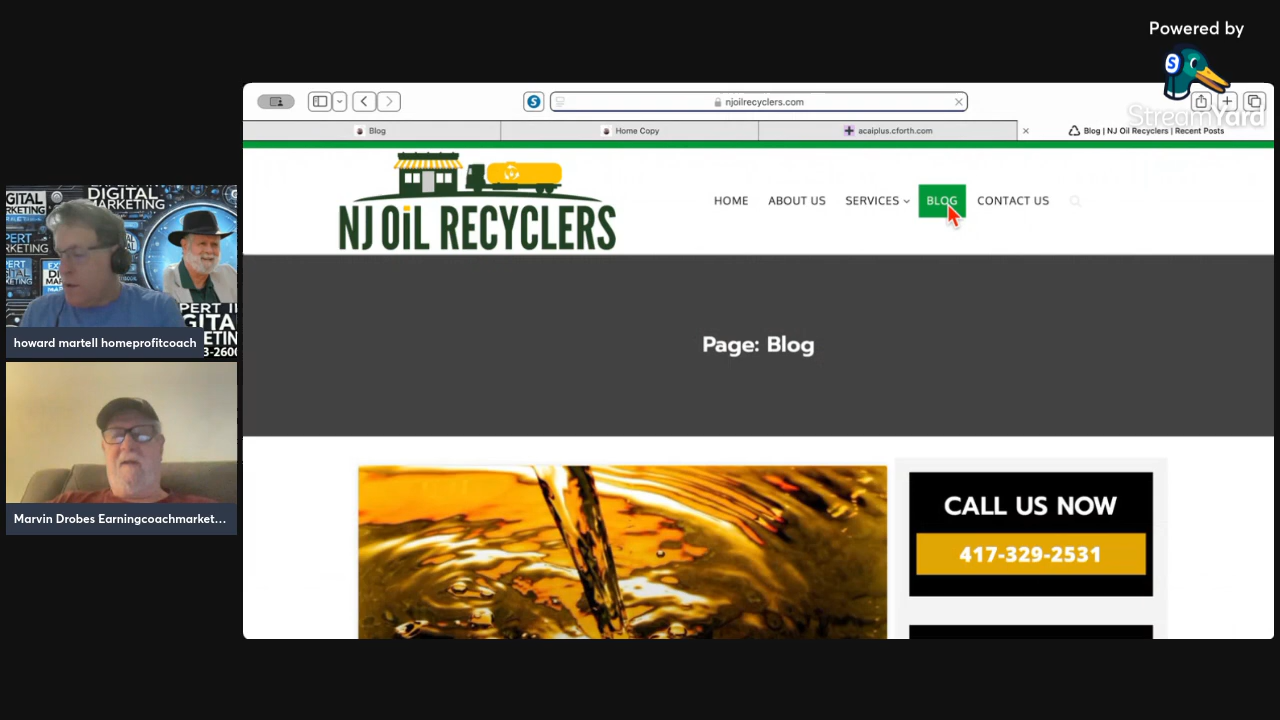 Powered by
S
StreamYard
S
njoilrecyclers.com
Blog
Home Copy
acaiplus.cforth.com
Blog | NJ Oil Recyclers | Recent Posts
NJ OiL RECYCLERS
HOME
ABOUT US
SERVICES
BLOG
CONTACT US
Page: Blog
CALL US NOW
417-329-2531
DIGITAL
MARKETING
howard martell homeprofitcoach
Marvin Drobes Earningcoachmarket...